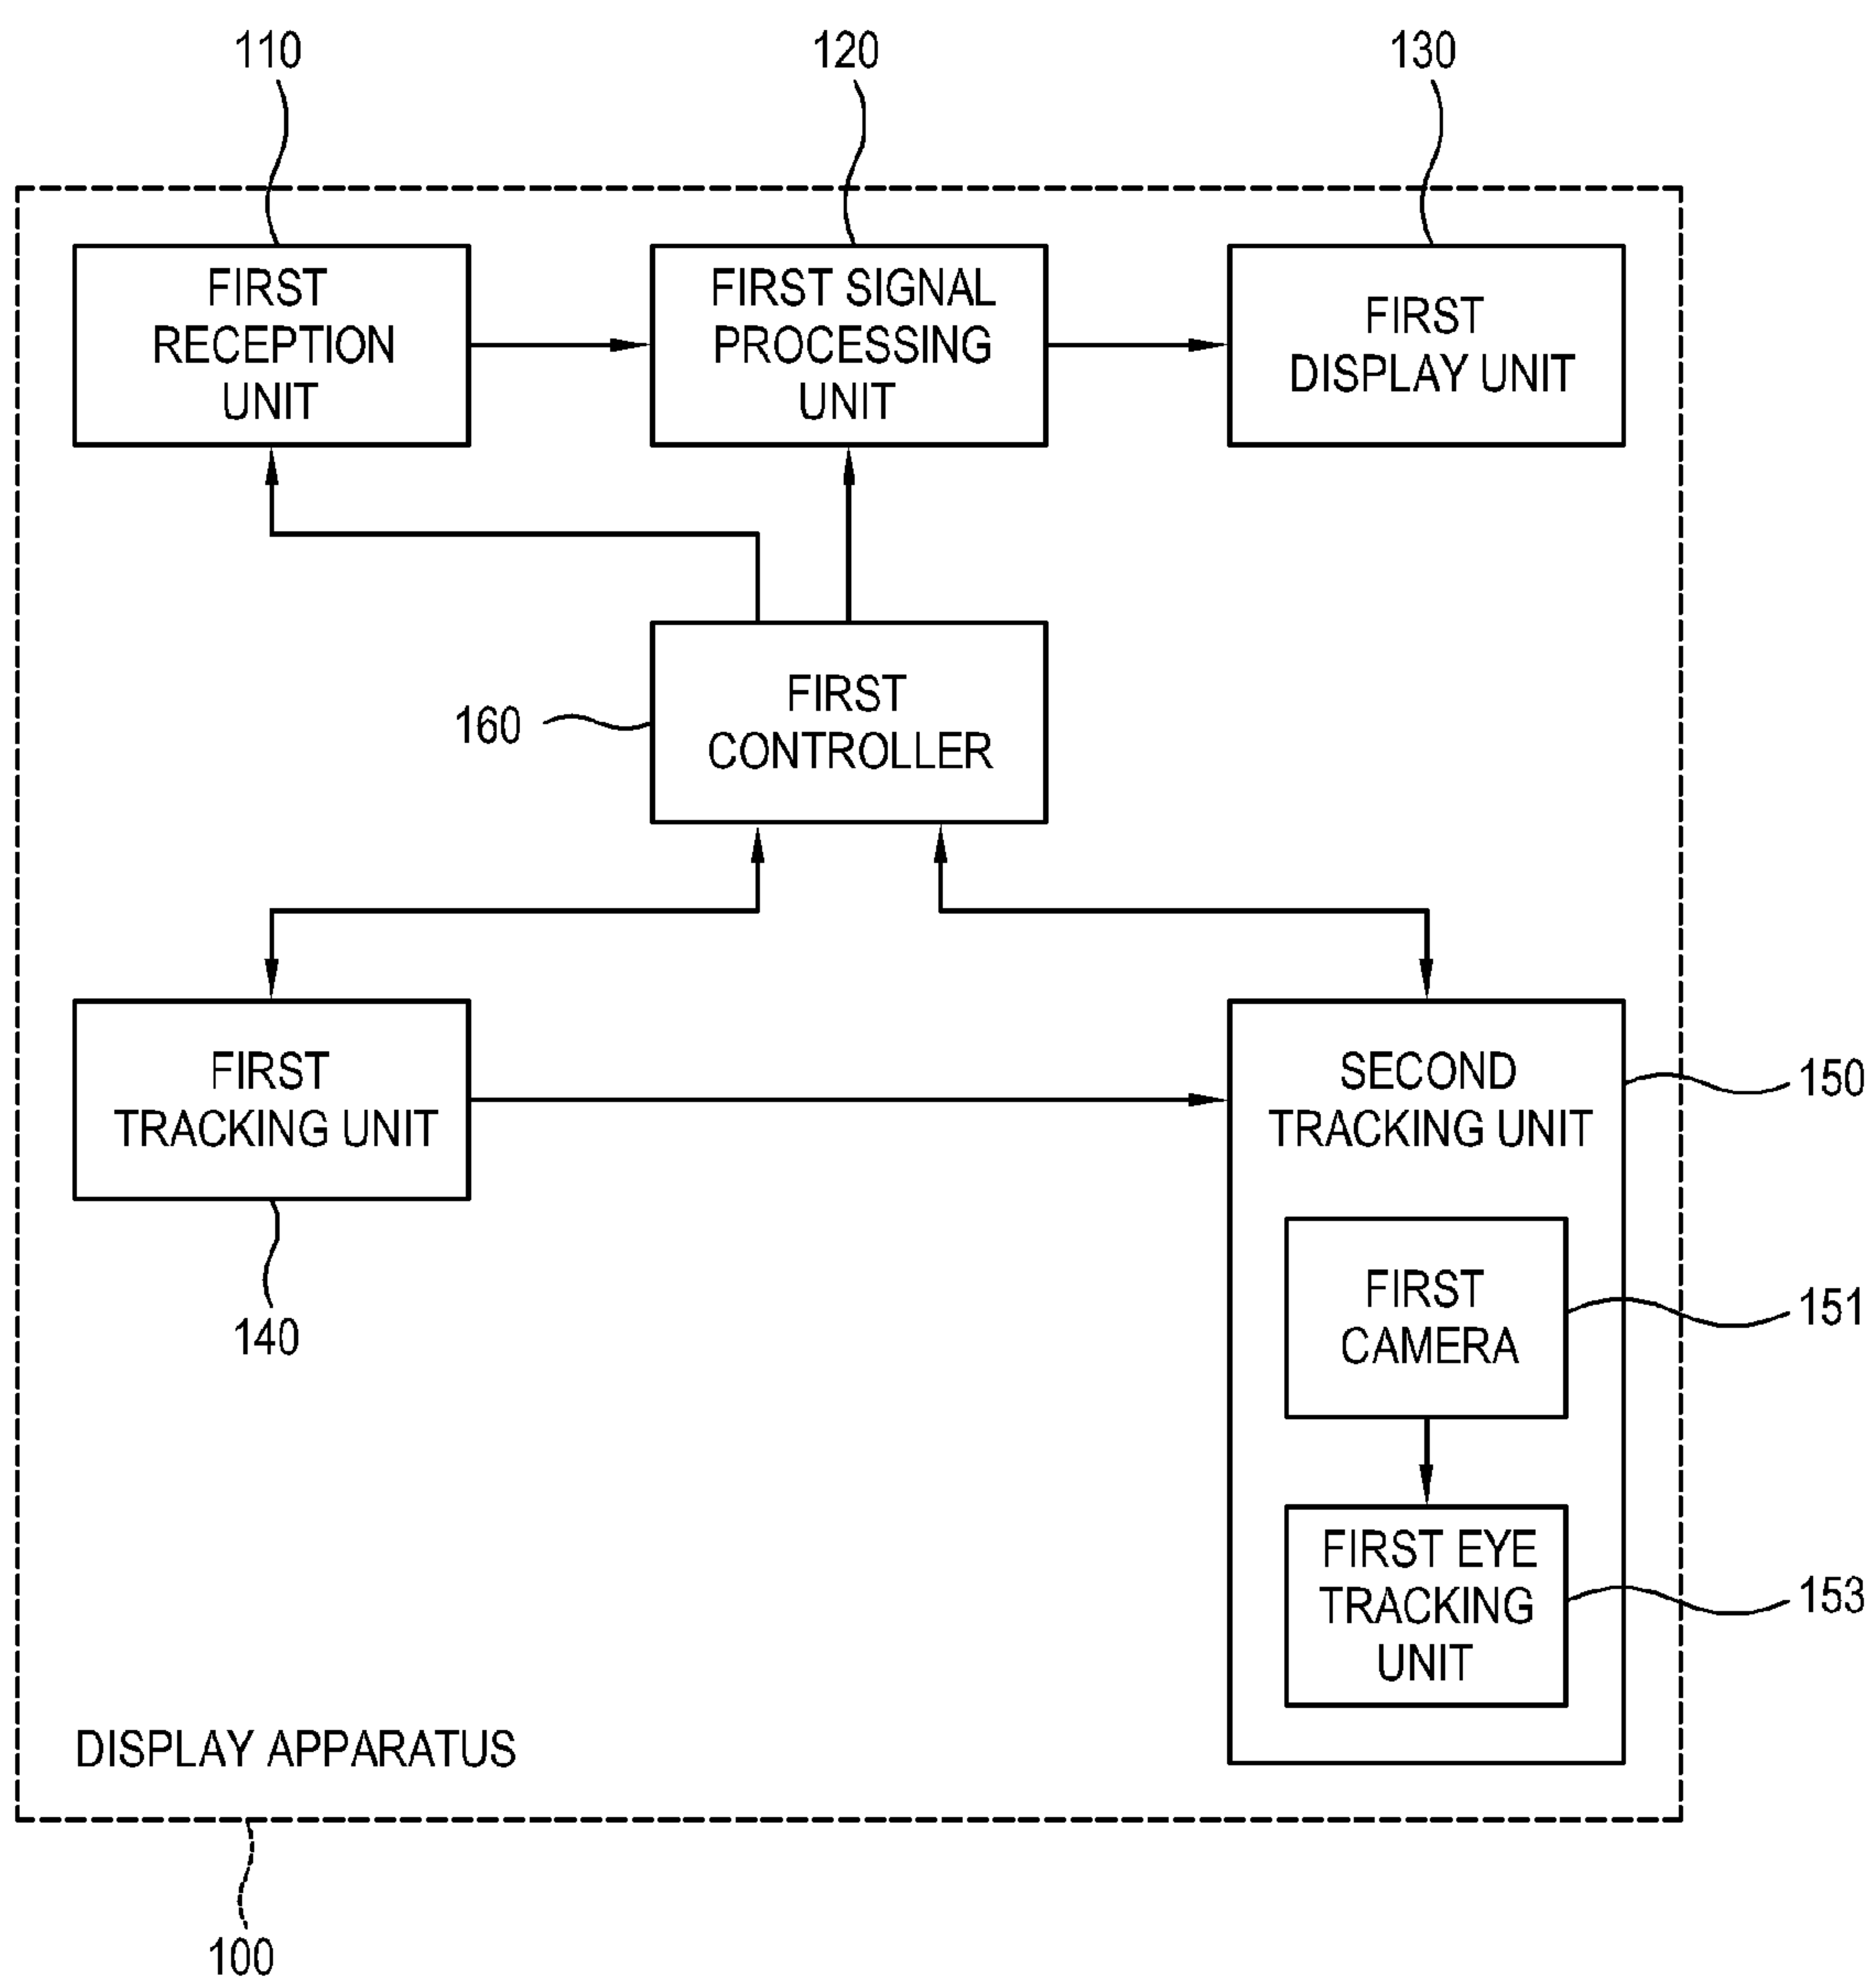 110
120
130
FIRST
RECEPTION
UNIT
FIRST SIGNAL
PROCESSING
UNIT
FIRST
DISPLAY UNIT
160
FIRST
CONTROLLER
FIRST
TRACKING UNIT
140
SECOND
TRACKING UNIT
150
FIRST
CAMERA
151
FIRST EYE
TRACKING
UNIT
153
DISPLAY APPARATUS
100